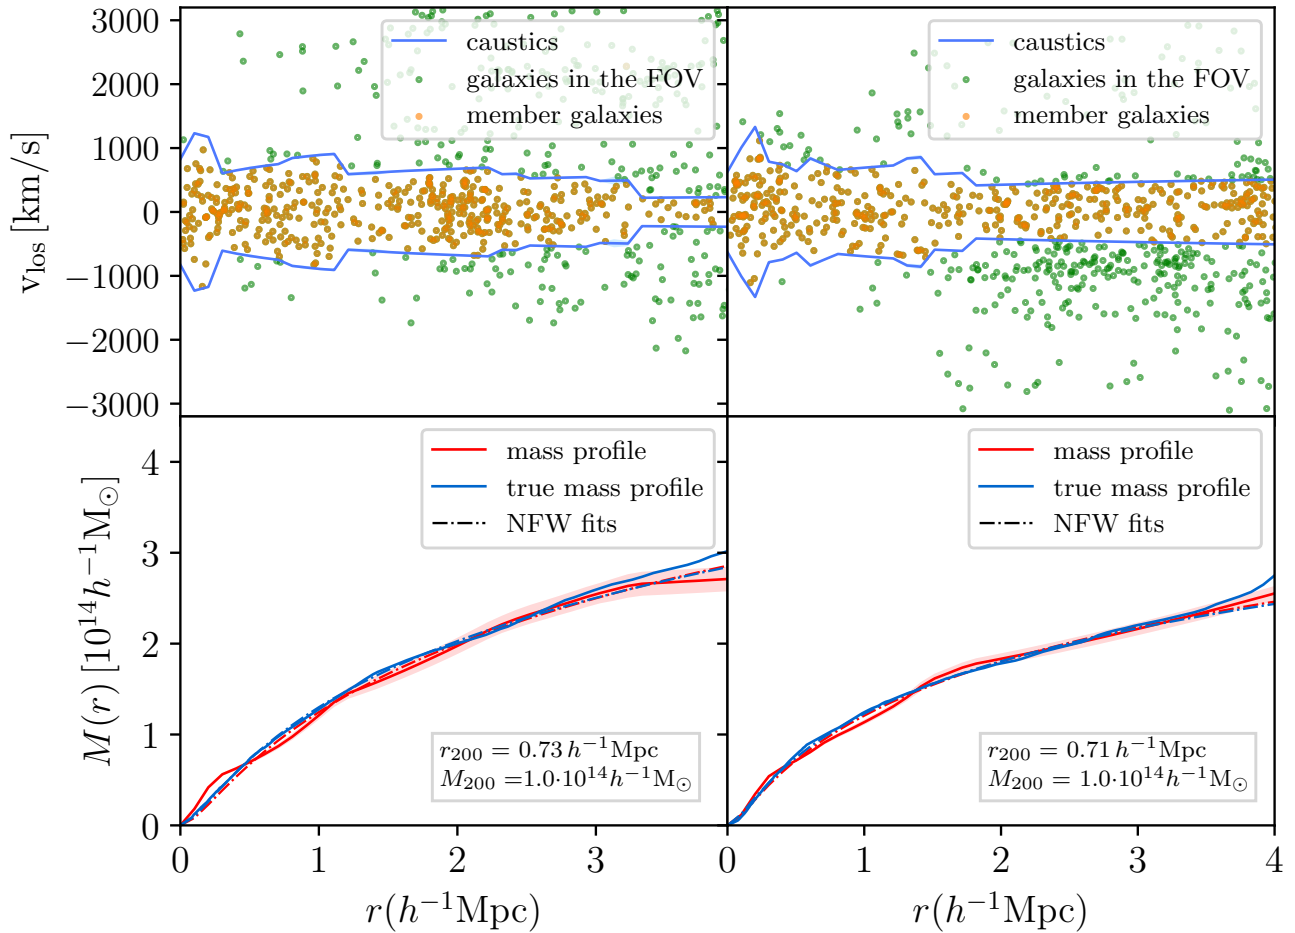 3000
2000
1000
0
−1000
−2000
−3000
v_los [km/s]
caustics
galaxies in the FOV
member galaxies
caustics
galaxies in the FOV
member galaxies
4
3
2
1
0
M(r) [10^14 h^−1 M_⊙]
mass profile
true mass profile
NFW fits
r_200 = 0.73 h^−1 Mpc
M_200 =1.0·10^14 h^−1 M_⊙
mass profile
true mass profile
NFW fits
r_200 = 0.71 h^−1 Mpc
M_200 = 1.0·10^14 h^−1 M_⊙
0 1 2 3
0 1 2 3 4
r(h^−1 Mpc)
r(h^−1 Mpc)